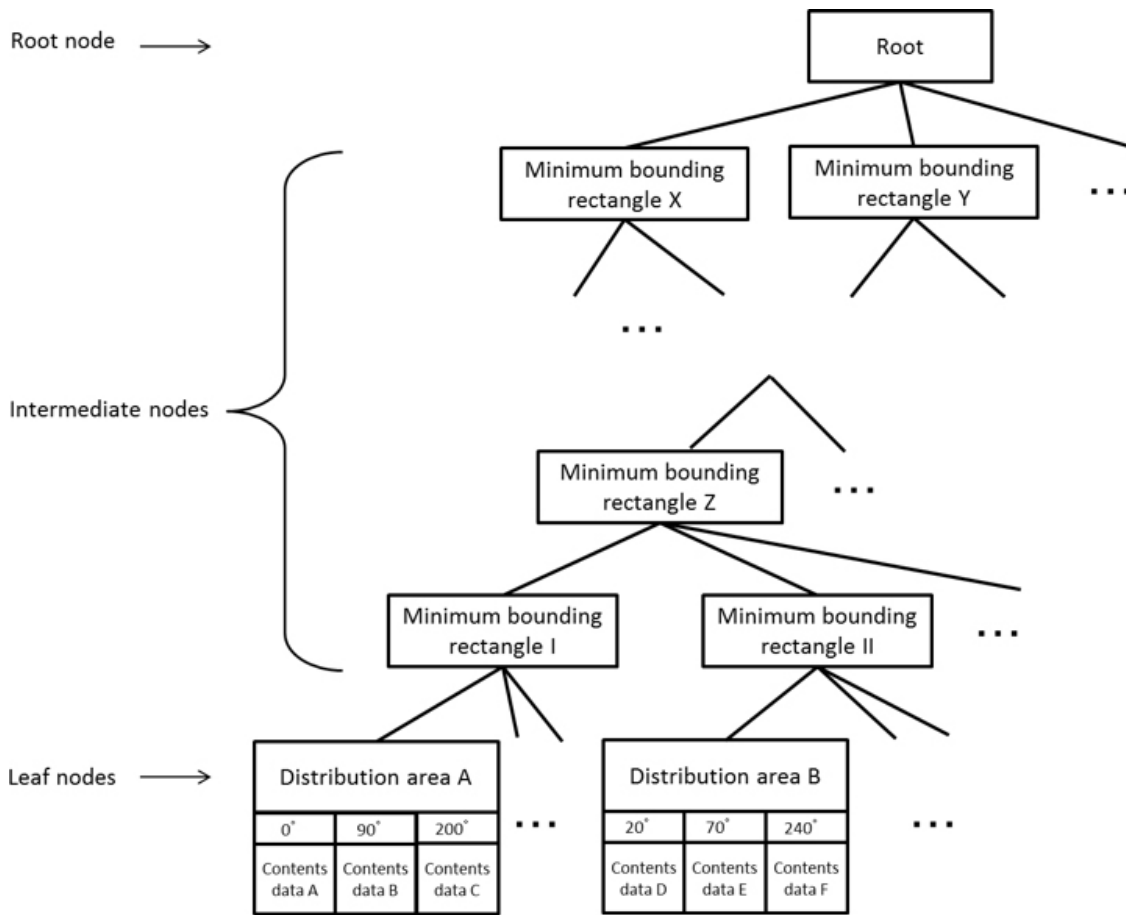 Root node
Root
Minimum bounding
rectangle X
Minimum bounding
rectangle Y
...
...
Intermediate nodes
Minimum bounding
rectangle Z
...
Minimum bounding
rectangle I
Minimum bounding
rectangle II
...
Leaf nodes
Distribution area A
0°
90°
200°
Contents
data A
Contents
data B
Contents
data C
...
Distribution area B
20°
70°
240°
Contents
data D
Contents
data E
Contents
data F
...